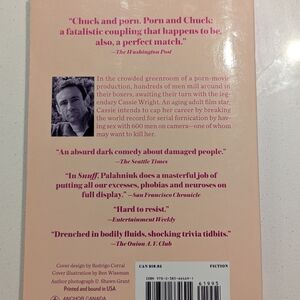 "Chuck and porn. Porn and Chuck:
a fatalistic coupling that happens to be,
also, a perfect match."
—The Washington Post
In the crowded greenroom of a porn-movie
production, hundreds of men mill around in
their boxers, awaiting their turn with the leg-
endary Cassie Wright. An aging adult film star,
Cassie intends to cap her career by breaking
the world record for serial fornication by hav-
ing sex with 600 men on camera—one of whom
may want to kill her.
"An absurd dark comedy about damaged people."
—The Seattle Times
"In Snuff, Palahniuk does a masterful job of
putting all our excesses, phobias and neuroses on
full display." —San Francisco Chronicle
"Hard to resist."
—Entertainment Weekly
"Drenched in bodily fluids, shocking trivia tidbits."
—The Onion A.V. Club
Cover design by Rodrigo Corral
Cover illustration by Ben Wiseman
Author photograph © Shawn Grant
Printed and bound in USA
ANCHOR CANADA
CAN $19.95
FICTION
61995